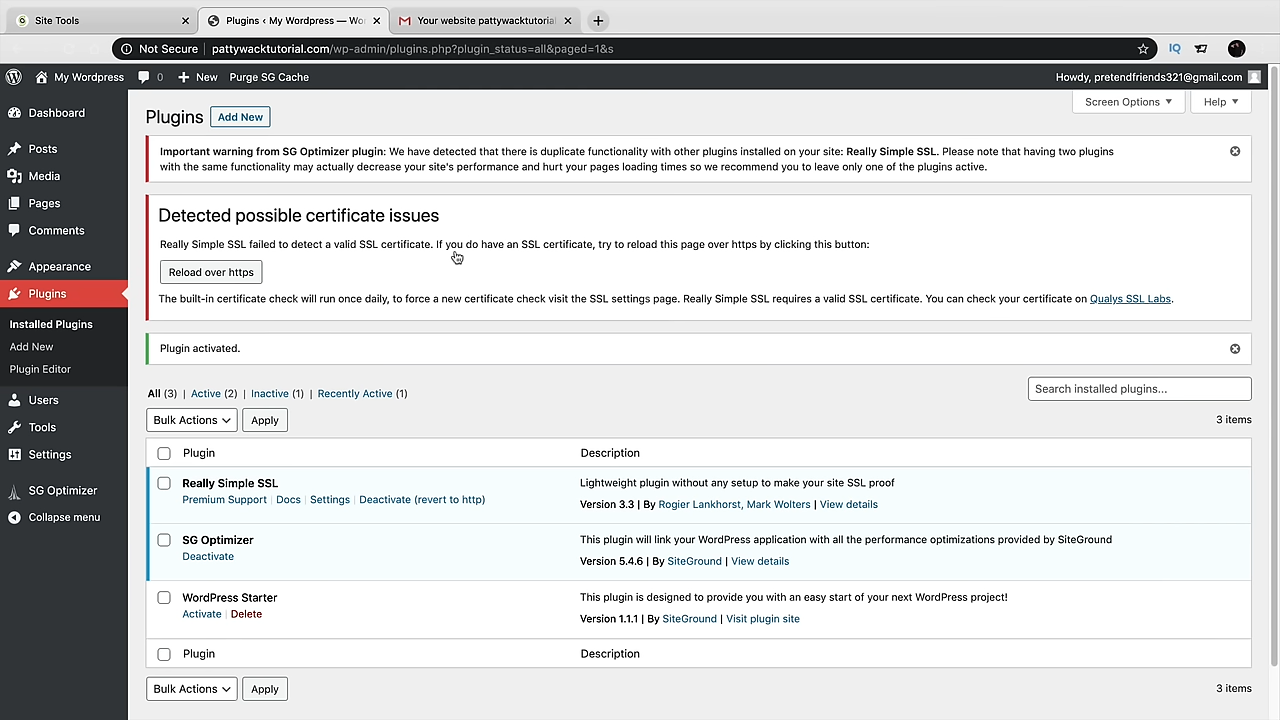 Site Tools
Plugins ‹ My Wordpress — Wor
Your website pattywacktutorial
Not Secure | pattywacktutorial.com/wp-admin/plugins.php?plugin_status=all&paged=1&s
IQ
My Wordpress 0 New Purge SG Cache
Howdy, pretendfriends321@gmail.com
Screen Options ▼ Help ▼
Dashboard
Posts
Media
Pages
Comments
Appearance
Plugins
Installed Plugins
Add New
Plugin Editor
Users
Tools
Settings
SG Optimizer
Collapse menu
Plugins Add New
Important warning from SG Optimizer plugin: We have detected that there is duplicate functionality with other plugins installed on your site: Really Simple SSL. Please note that having two plugins
with the same functionality may actually decrease your site's performance and hurt your pages loading times so we recommend you to leave only one of the plugins active.
Detected possible certificate issues
Really Simple SSL failed to detect a valid SSL certificate. If you do have an SSL certificate, try to reload this page over https by clicking this button:
Reload over https
The built-in certificate check will run once daily, to force a new certificate check visit the SSL settings page. Really Simple SSL requires a valid SSL certificate. You can check your certificate on Qualys SSL Labs.
Plugin activated.
All (3) | Active (2) | Inactive (1) | Recently Active (1)
Search installed plugins...
Bulk Actions Apply
3 items
Plugin Description
Really Simple SSL
Premium Support | Docs | Settings | Deactivate (revert to http)
Lightweight plugin without any setup to make your site SSL proof
Version 3.3 | By Rogier Lankhorst, Mark Wolters | View details
SG Optimizer
Deactivate
This plugin will link your WordPress application with all the performance optimizations provided by SiteGround
Version 5.4.6 | By SiteGround | View details
WordPress Starter
Activate | Delete
This plugin is designed to provide you with an easy start of your next WordPress project!
Version 1.1.1 | By SiteGround | Visit plugin site
Plugin Description
Bulk Actions Apply
3 items